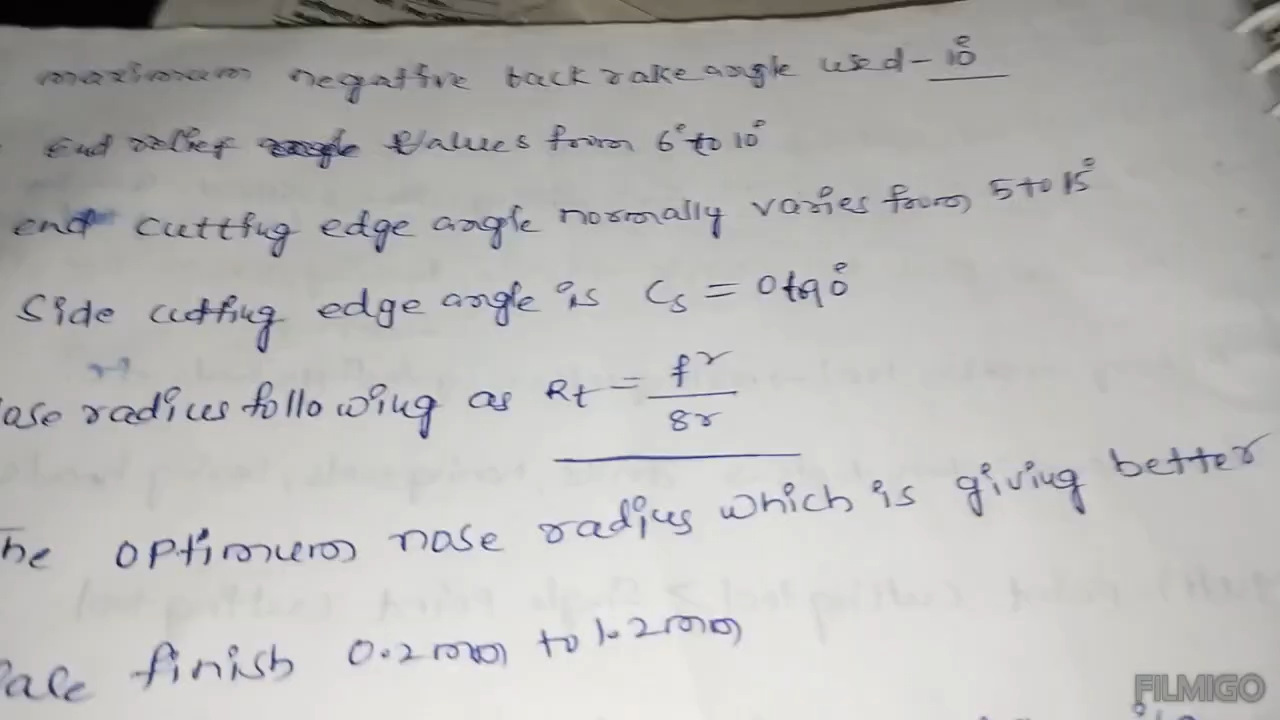 maximum negative back rake angle used - 10°
End relief values from 6° to 10°
end cutting edge angle normally varies from 5 to 15°
Side cutting edge angle is Cs = 0 to 90°
ose radius following as Rt = f²/8r
he optimum nose radius which is giving better
face finish 0.2mm to 1.2mm
FILMIGO